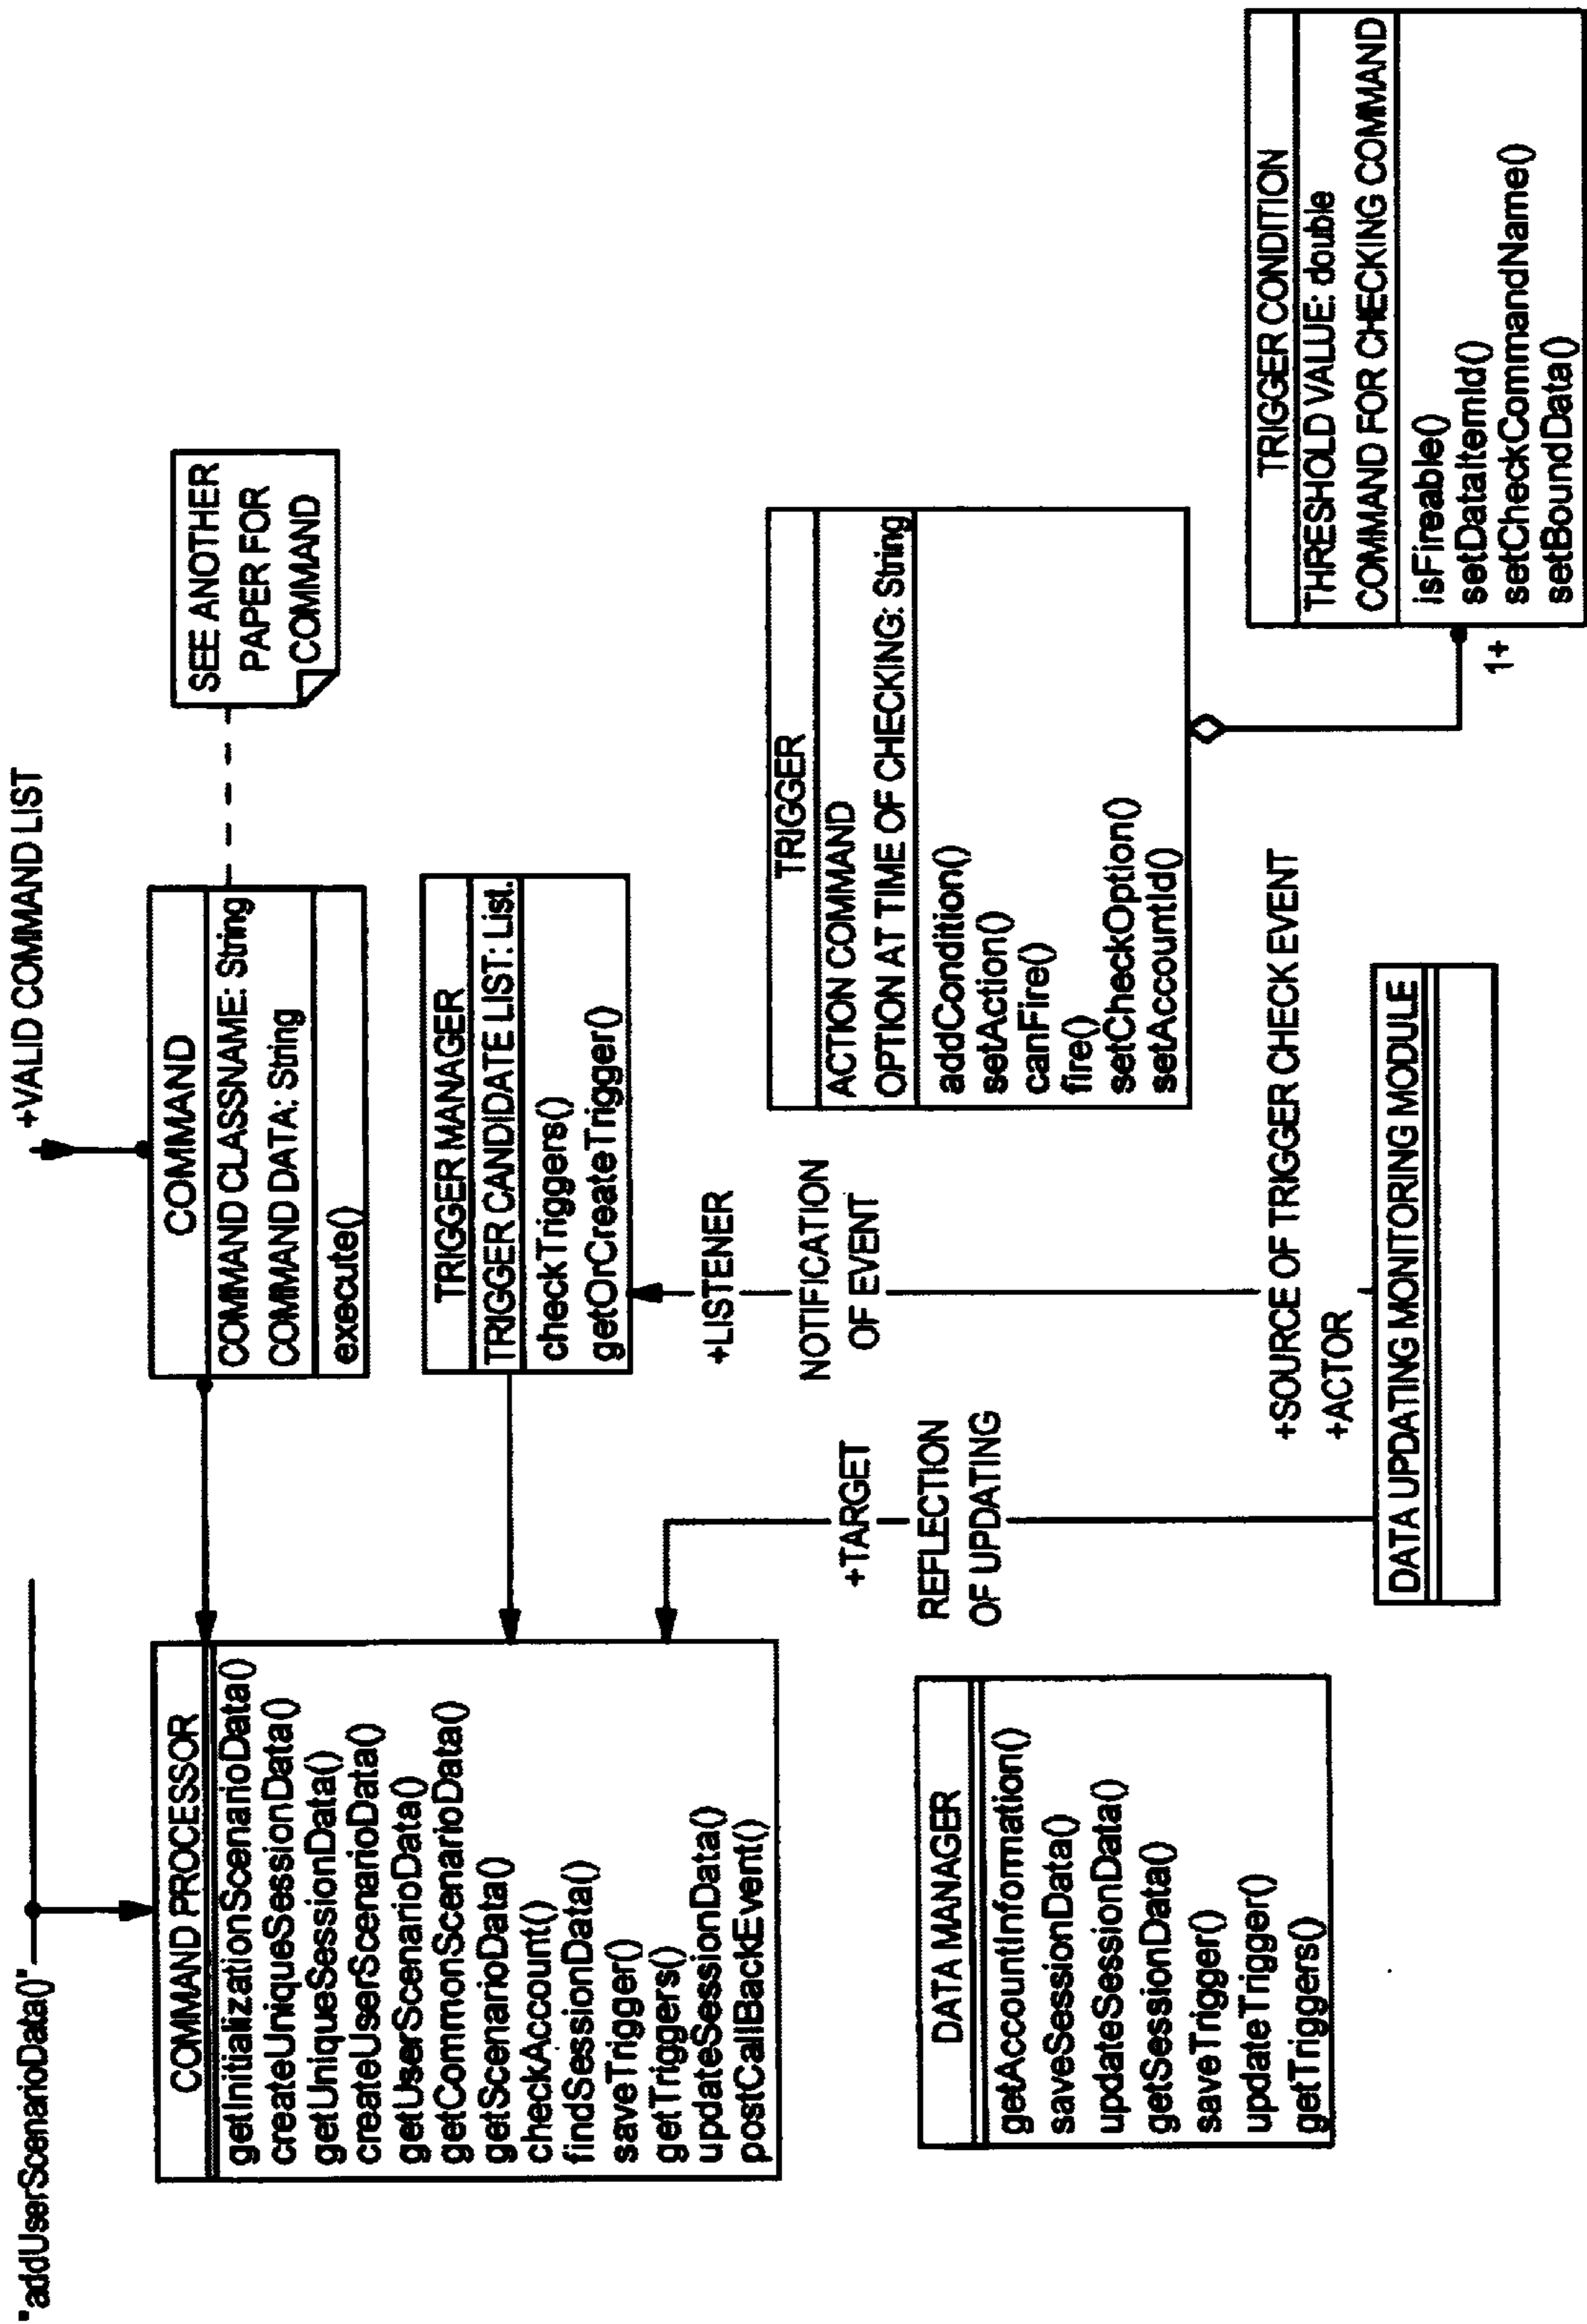 "addUserScenarioData()"
+VALID COMMAND LIST
COMMAND PROCESSOR
getInitializationScenarioData()
createUniqueSessionData()
getUniqueSessionData()
createUserScenarioData()
getUserScenarioData()
getCommonScenarioData()
getScenarioData()
checkAccount()
findSessionData()
saveTrigger()
getTriggers()
updateSessionData()
postCallBackEvent()
COMMAND
COMMAND CLASSNAME: String
COMMAND DATA: String
execute()
SEE ANOTHER
PAPER FOR
COMMAND
TRIGGER MANAGER
TRIGGER CANDIDATE LIST: List.
checkTriggers()
getOrCreateTrigger()
+LISTENER
NOTIFICATION
OF EVENT
+TARGET
REFLECTION
OF UPDATING
TRIGGER
ACTION COMMAND
OPTION AT TIME OF CHECKING: String
addCondition()
setAction()
canFire()
fire()
setCheckOption()
setAccountId()
DATA MANAGER
getAccountInformation()
saveSessionData()
updateSessionData()
getSessionData()
saveTrigger()
updateTrigger()
getTriggers()
+SOURCE OF TRIGGER CHECK EVENT
+ACTOR
DATA UPDATING MONITORING MODULE
TRIGGER CONDITION
THRESHOLD VALUE: double
COMMAND FOR CHECKING COMMAND
isFireable()
setDataItemId()
setCheckCommandName()
setBoundData()
1+